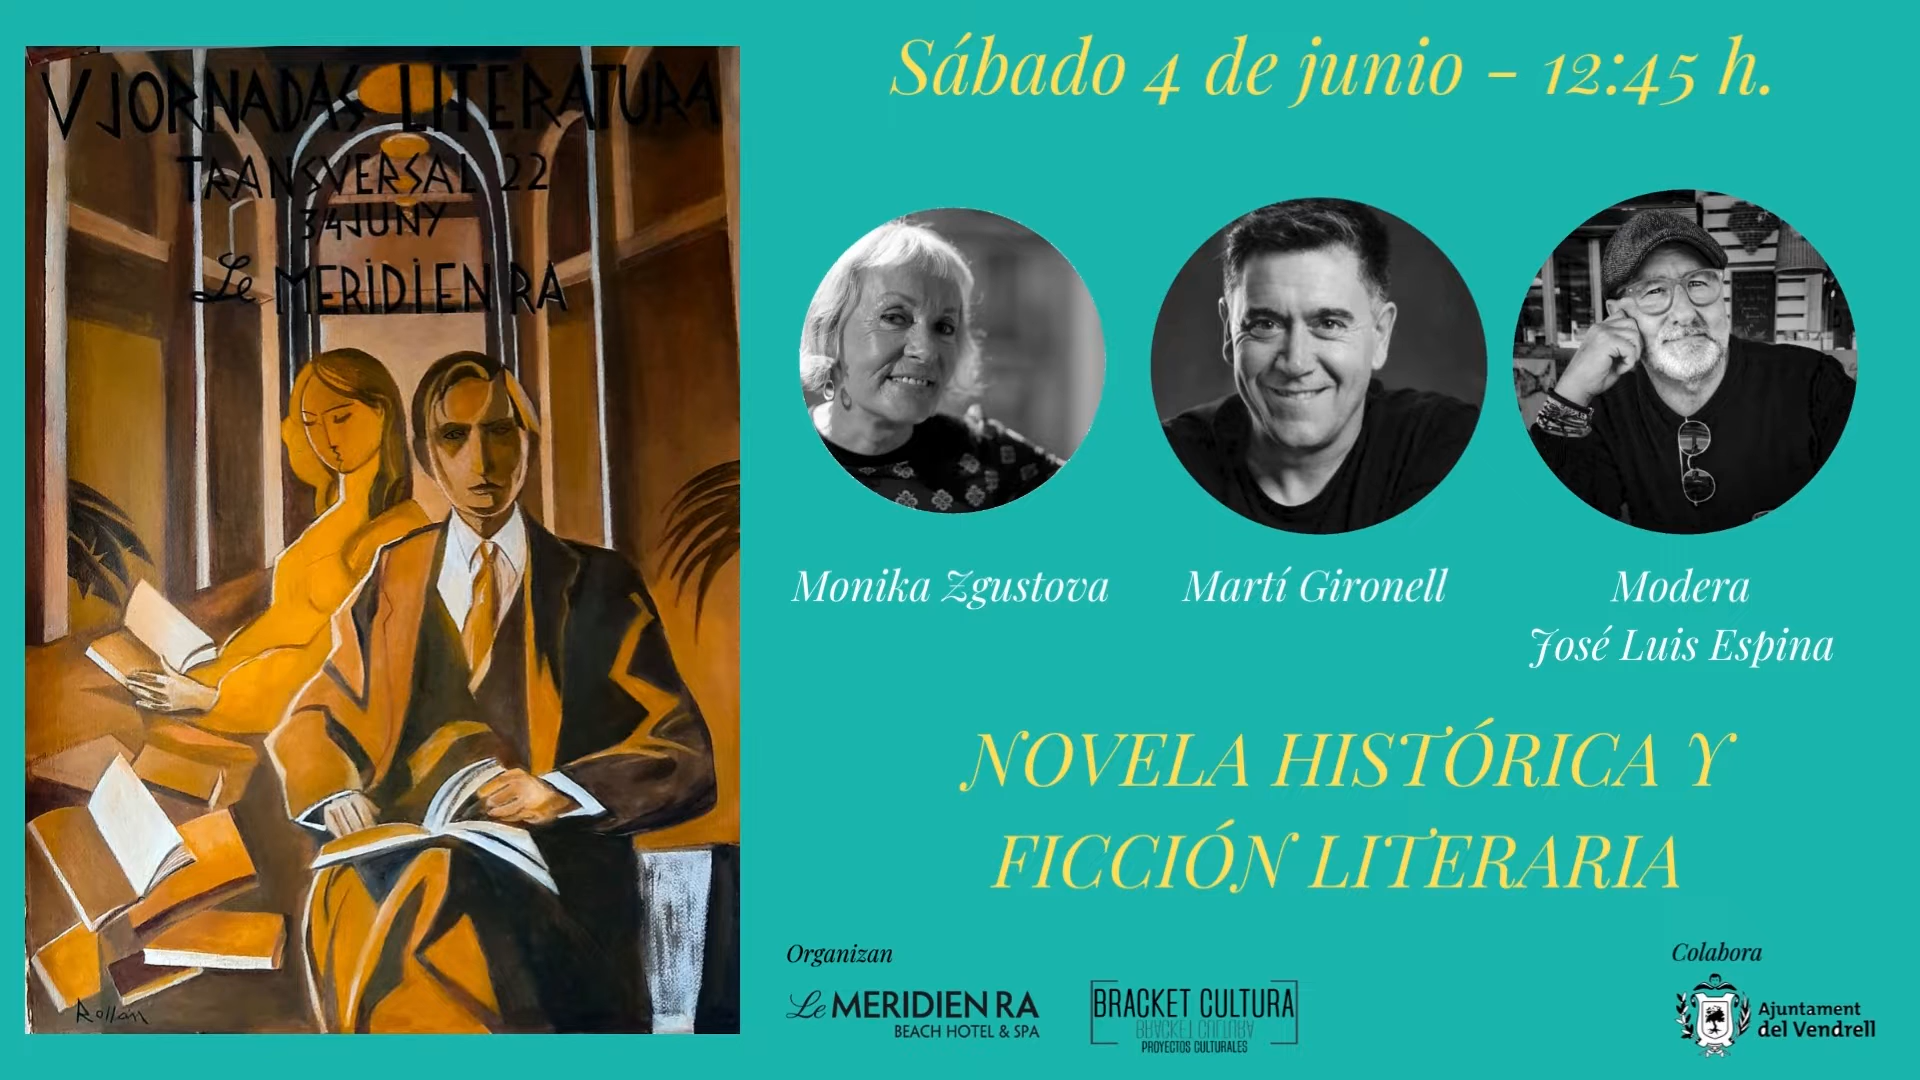 V JORNADAS LITERATURA
TRANSVERSAL 22
3/4 JUNY
Le MERiDiEN RA
Rollán
Sábado 4 de junio - 12:45 h.
Monika Zgustova
Martí Gironell
Modera
José Luis Espina
NOVELA HISTÓRICA Y
FICCIÓN LITERARIA
Organizan
Le MERIDIEN RA
BEACH HOTEL & SPA
BRACKET CULTURA
BRACKET CULTURA
PROYECTOS CULTURALES
Colabora
Ajuntament
del Vendrell